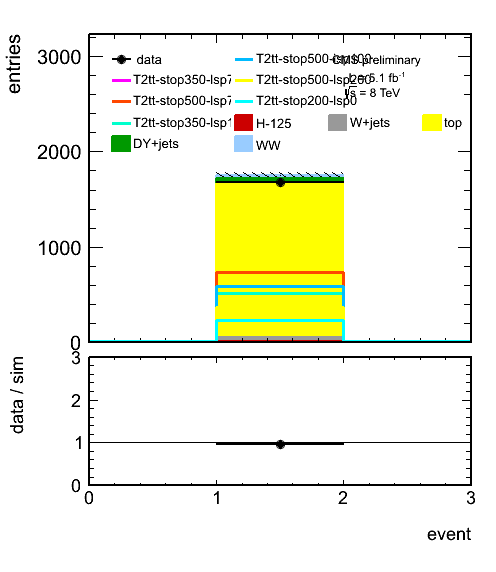 entries
3000
2000
1000
0
data
T2tt-stop350-lsp
T2tt-stop500-lsp
T2tt-stop350-lsp1
DY+jets
T2tt-stop500-lsp100
T2tt-stop500-lsp200
T2tt-stop200-lsp0
H-125
WW
W+jets
top
CMS preliminary
L = 5.1 fb-1
√s = 8 TeV
data / sim
3
2
1
0
0 1 2 3
event